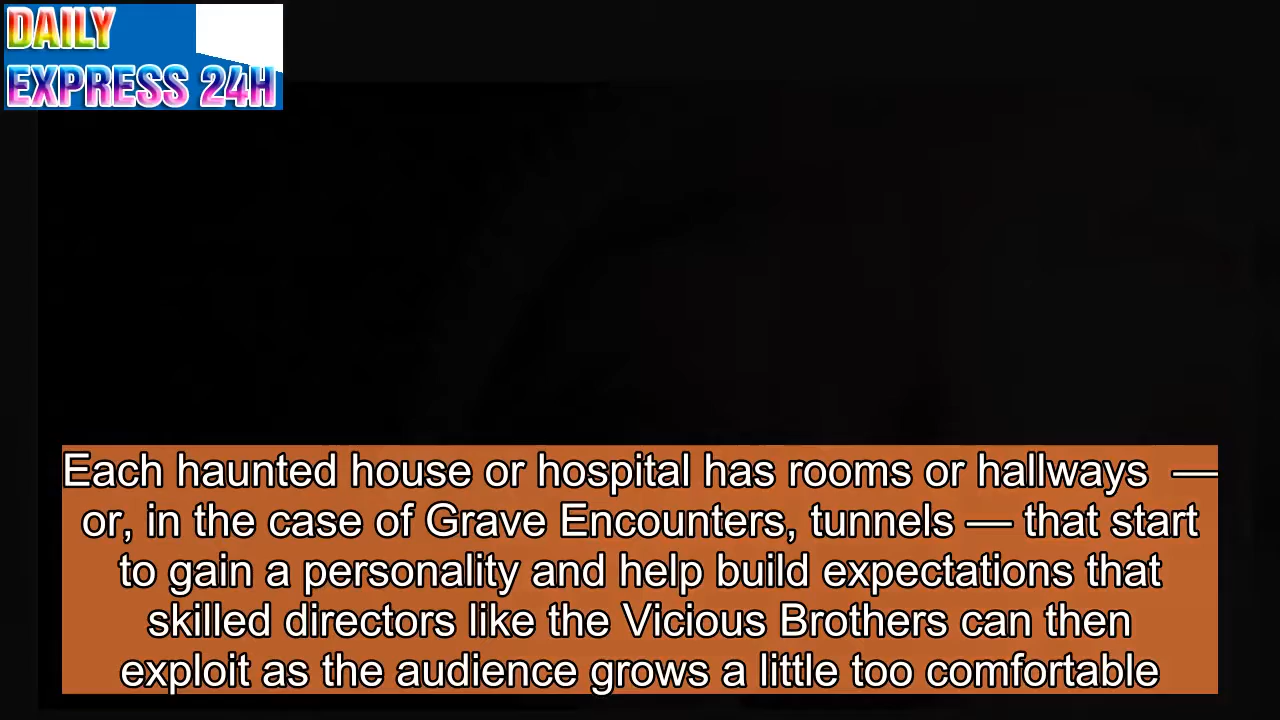 DAILY
EXPRESS 24H
Each haunted house or hospital has rooms or hallways  —
or, in the case of Grave Encounters, tunnels — that start
to gain a personality and help build expectations that
skilled directors like the Vicious Brothers can then
exploit as the audience grows a little too comfortable